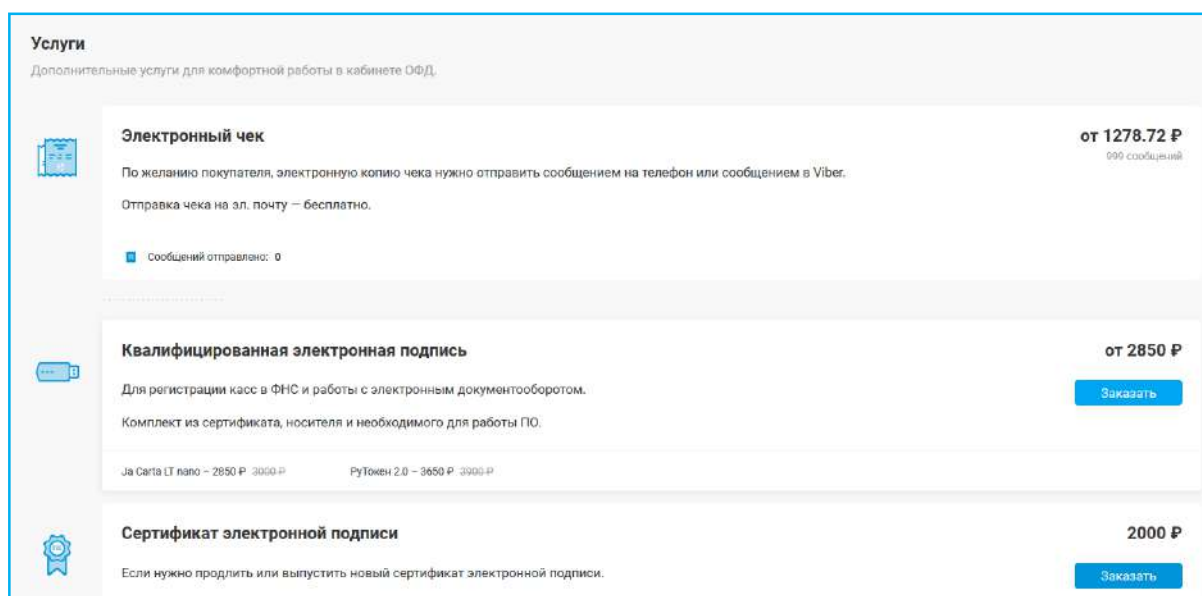 Услуги
Дополнительные услуги для комфортной работы в кабинете ОФД.
Электронный чек
от 1278.72 ₽
999 сообщений
По желанию покупателя, электронную копию чека нужно отправить сообщением на телефон или сообщением в Viber.
Отправка чека на эл. почту — бесплатно.
Сообщений отправлено: 0
Квалифицированная электронная подпись
от 2850 ₽
Для регистрации касс в ФНС и работы с электронным документооборотом.
Заказать
Комплект из сертификата, носителя и необходимого для работы ПО.
Ja Carta LT nano – 2850 ₽ 3000 ₽ РуТокен 2.0 – 3650 ₽ 3900 ₽
Сертификат электронной подписи
2000 ₽
Если нужно продлить или выпустить новый сертификат электронной подписи.
Заказать